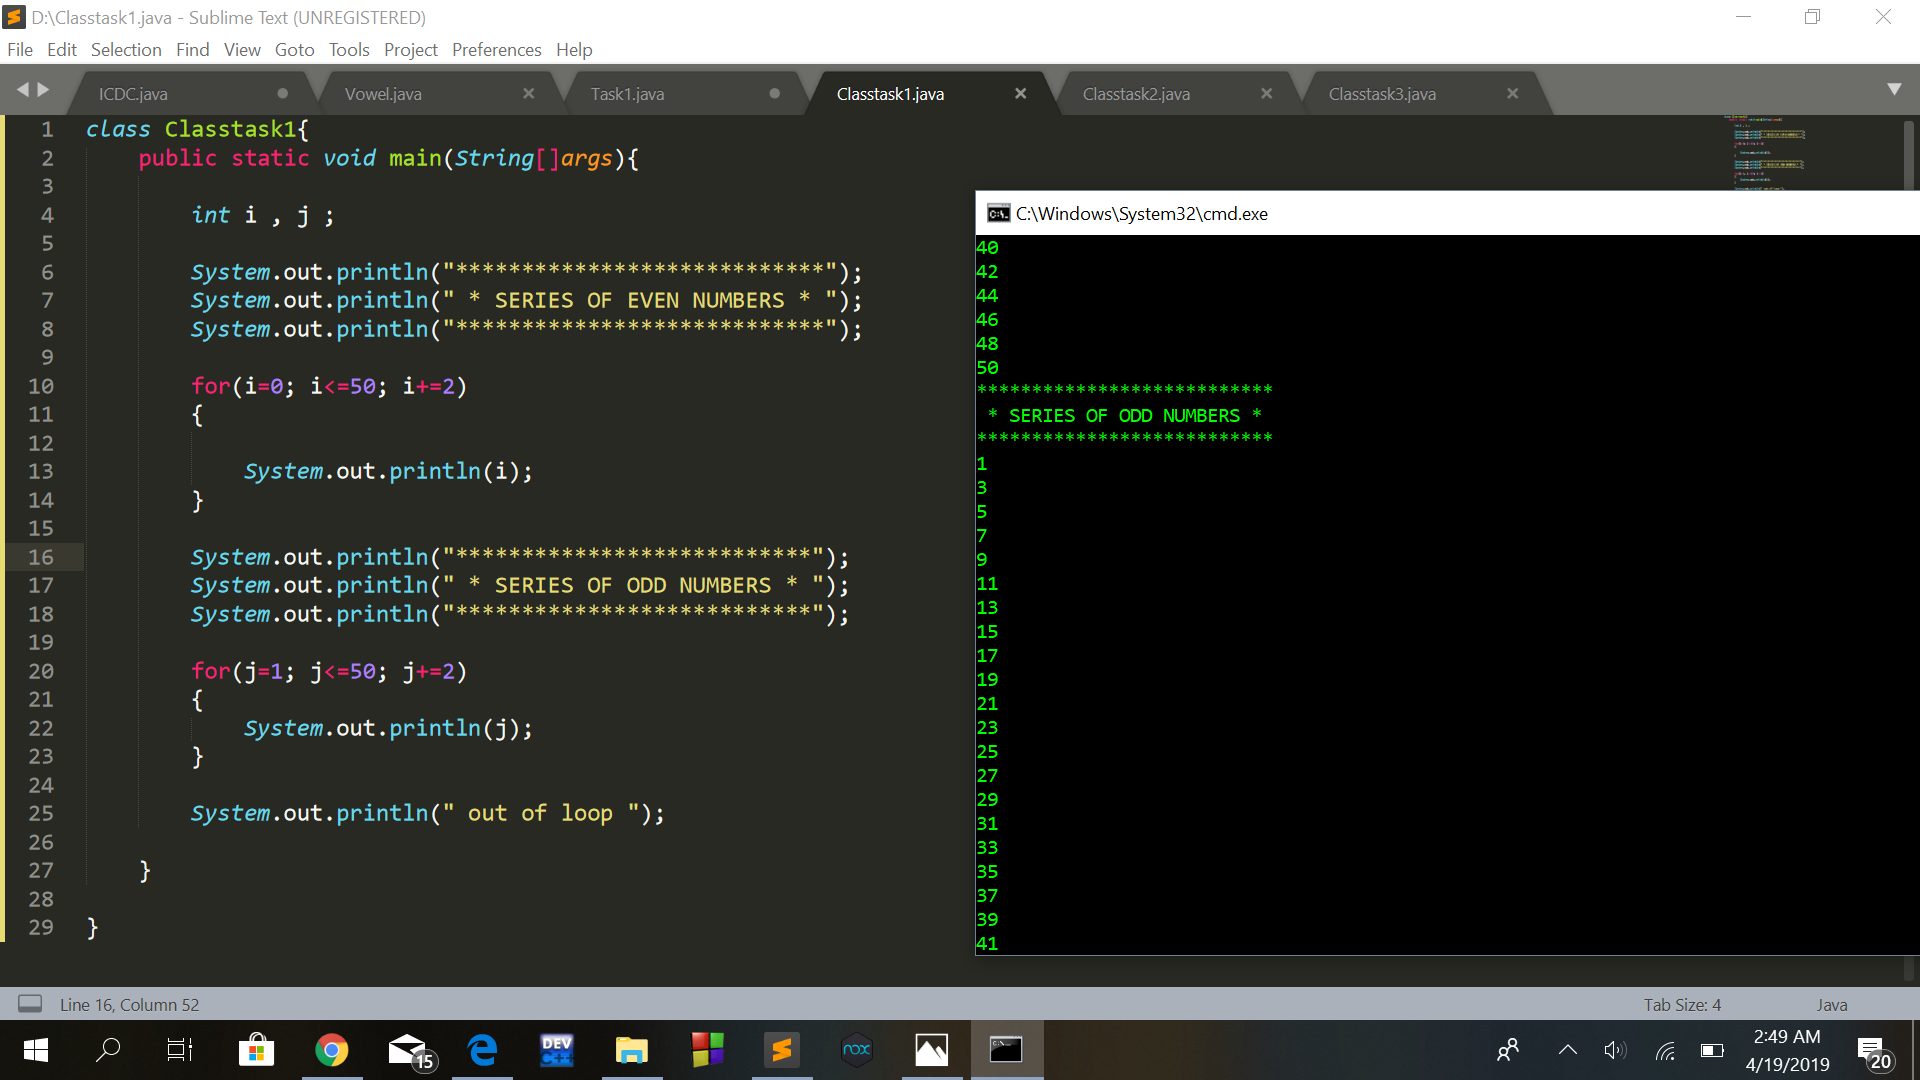 D:\Classtask1.java - Sublime Text (UNREGISTERED)
File Edit Selection Find View Goto Tools Project Preferences Help
ICDC.java Vowel.java Task1.java Classtask1.java Classtask2.java Classtask3.java
1 class Classtask1{
2 public static void main(String[]args){
3
4 int i , j ;
5
6 System.out.println("****************************");
7 System.out.println(" * SERIES OF EVEN NUMBERS * ");
8 System.out.println("****************************");
9
10 for(i=0; i<=50; i+=2)
11 {
12
13 System.out.println(i);
14 }
15
16 System.out.println("***************************");
17 System.out.println(" * SERIES OF ODD NUMBERS * ");
18 System.out.println("***************************");
19
20 for(j=1; j<=50; j+=2)
21 {
22 System.out.println(j);
23 }
24
25 System.out.println(" out of loop ");
26
27 }
28
29 }
C:\Windows\System32\cmd.exe
40
42
44
46
48
50
***************************
* SERIES OF ODD NUMBERS *
***************************
1
3
5
7
9
11
13
15
17
19
21
23
25
27
29
31
33
35
37
39
41
Line 16, Column 52 Tab Size: 4 Java
15
DEV
C++
nox
2:49 AM
4/19/2019
20